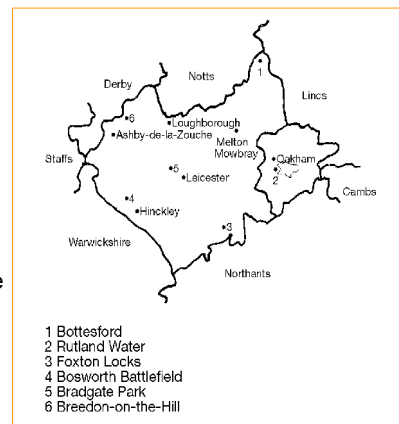 Derby
Notts
1
Lincs
6
Loughborough
Ashby-de-la-Zouche
Melton
Mowbray
Staffs
5
Oakham
2
Leicester
Cambs
4
Hinckley
3
Warwickshire
Northants
e
1 Bottesford
2 Rutland Water
3 Foxton Locks
4 Bosworth Battlefield
5 Bradgate Park
6 Breedon-on-the-Hill